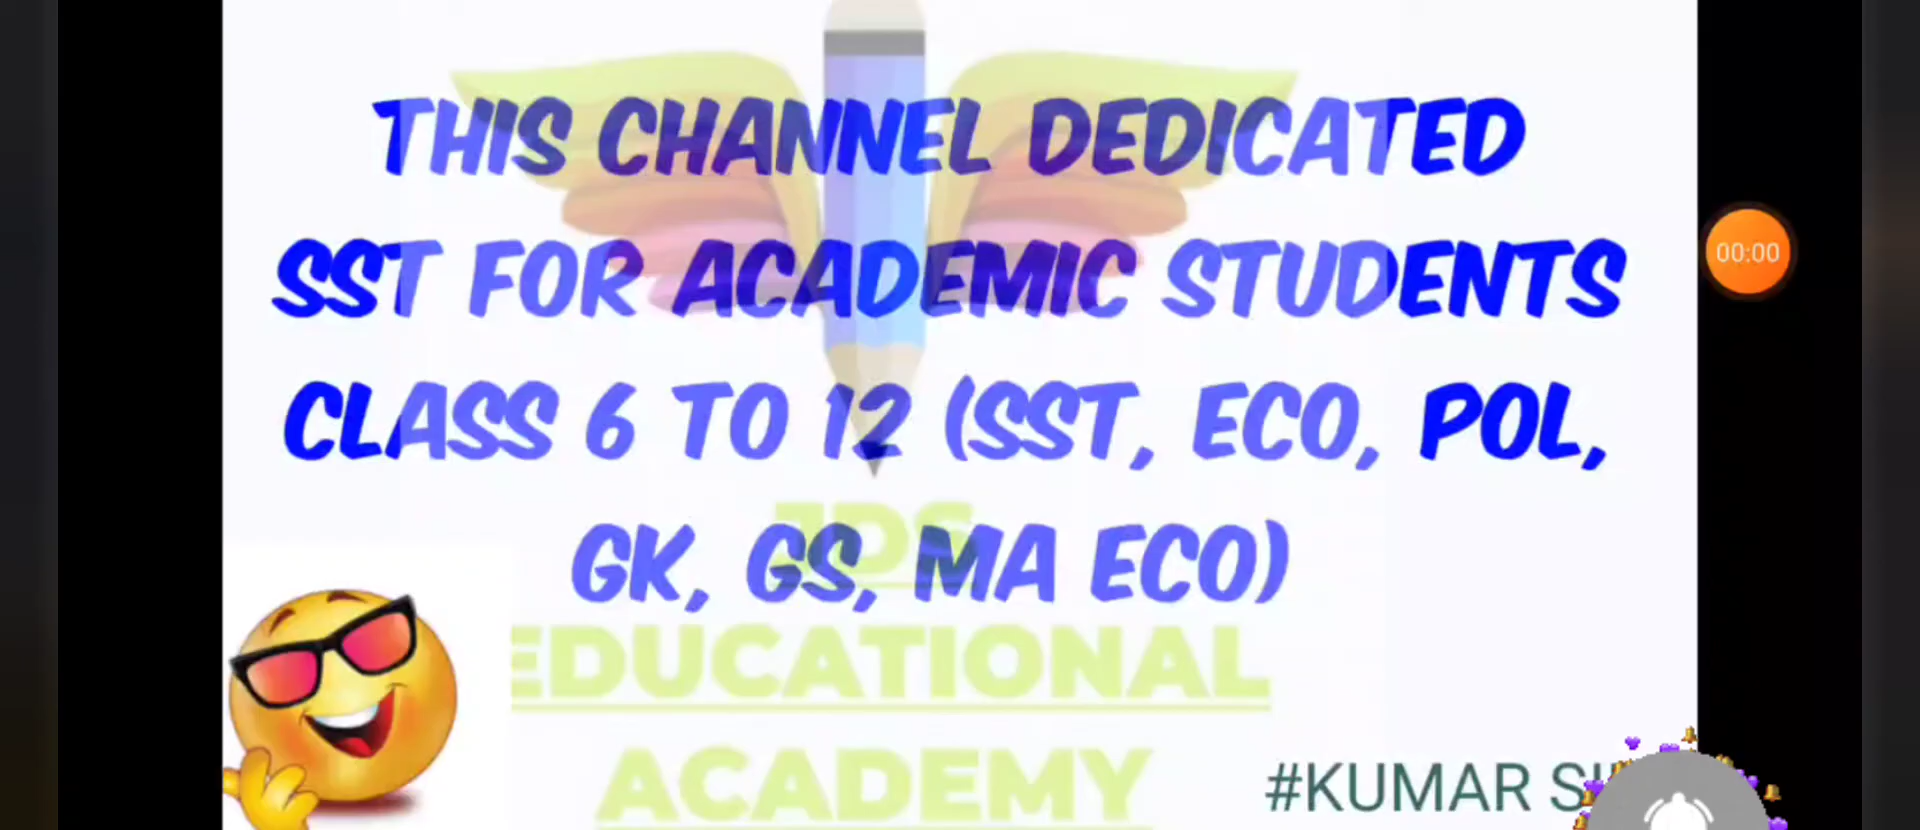 THIS CHANNEL DEDICATED
SST FOR ACADEMIC STUDENTS
CLASS 6 TO 12 (SST, ECO, POL,
GK, GS, MA ECO)
JDS
EDUCATIONAL
ACADEMY
#KUMAR
00:00